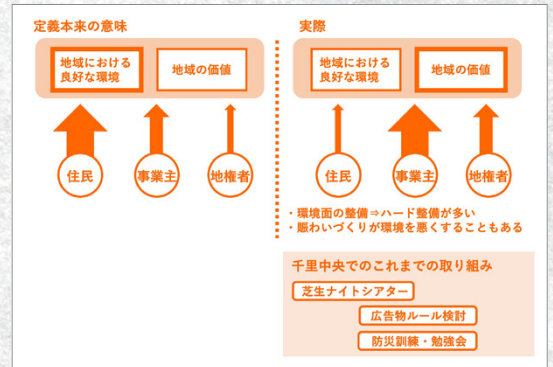 定義本来の意味
地域における
良好な環境
地域の価値
住民
事業主
地権者
実際
地域における
良好な環境
地域の価値
住民
事業主
地権者
・環境面の整備⇒ハード整備が多い
・賑わいづくりが環境を悪くすることもある
千里中央でのこれまでの取り組み
芝生ナイトシアター
広告物ルール検討
防災訓練・勉強会